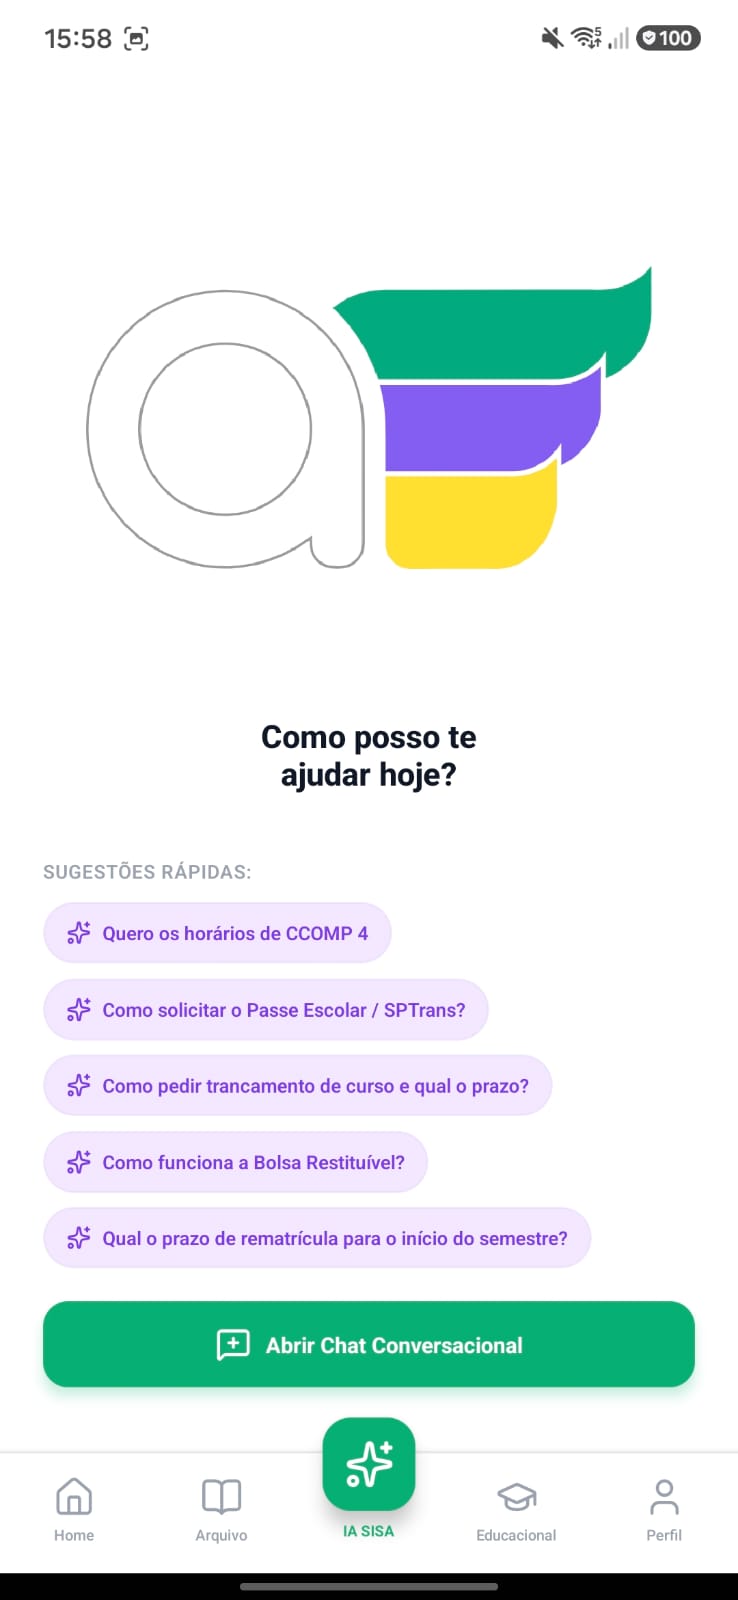 15:58
5
100
Como posso te
ajudar hoje?
SUGESTÕES RÁPIDAS:
Quero os horários de CCOMP 4
Como solicitar o Passe Escolar / SPTrans?
Como pedir trancamento de curso e qual o prazo?
Como funciona a Bolsa Restituível?
Qual o prazo de rematrícula para o início do semestre?
Abrir Chat Conversacional
Home
Arquivo
IA SISA
Educacional
Perfil